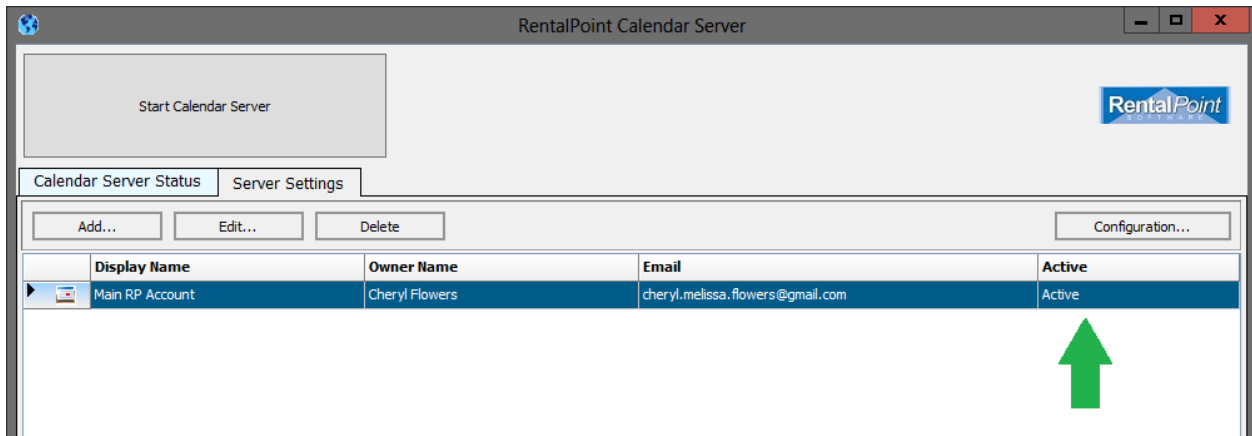 RentalPoint Calendar Server
X
Start Calendar Server
RentalPoint
SOFTWARE
Calendar Server Status Server Settings
Add... Edit... Delete Configuration...
Display Name Owner Name Email Active
Main RP Account Cheryl Flowers cheryl.melissa.flowers@gmail.com Active